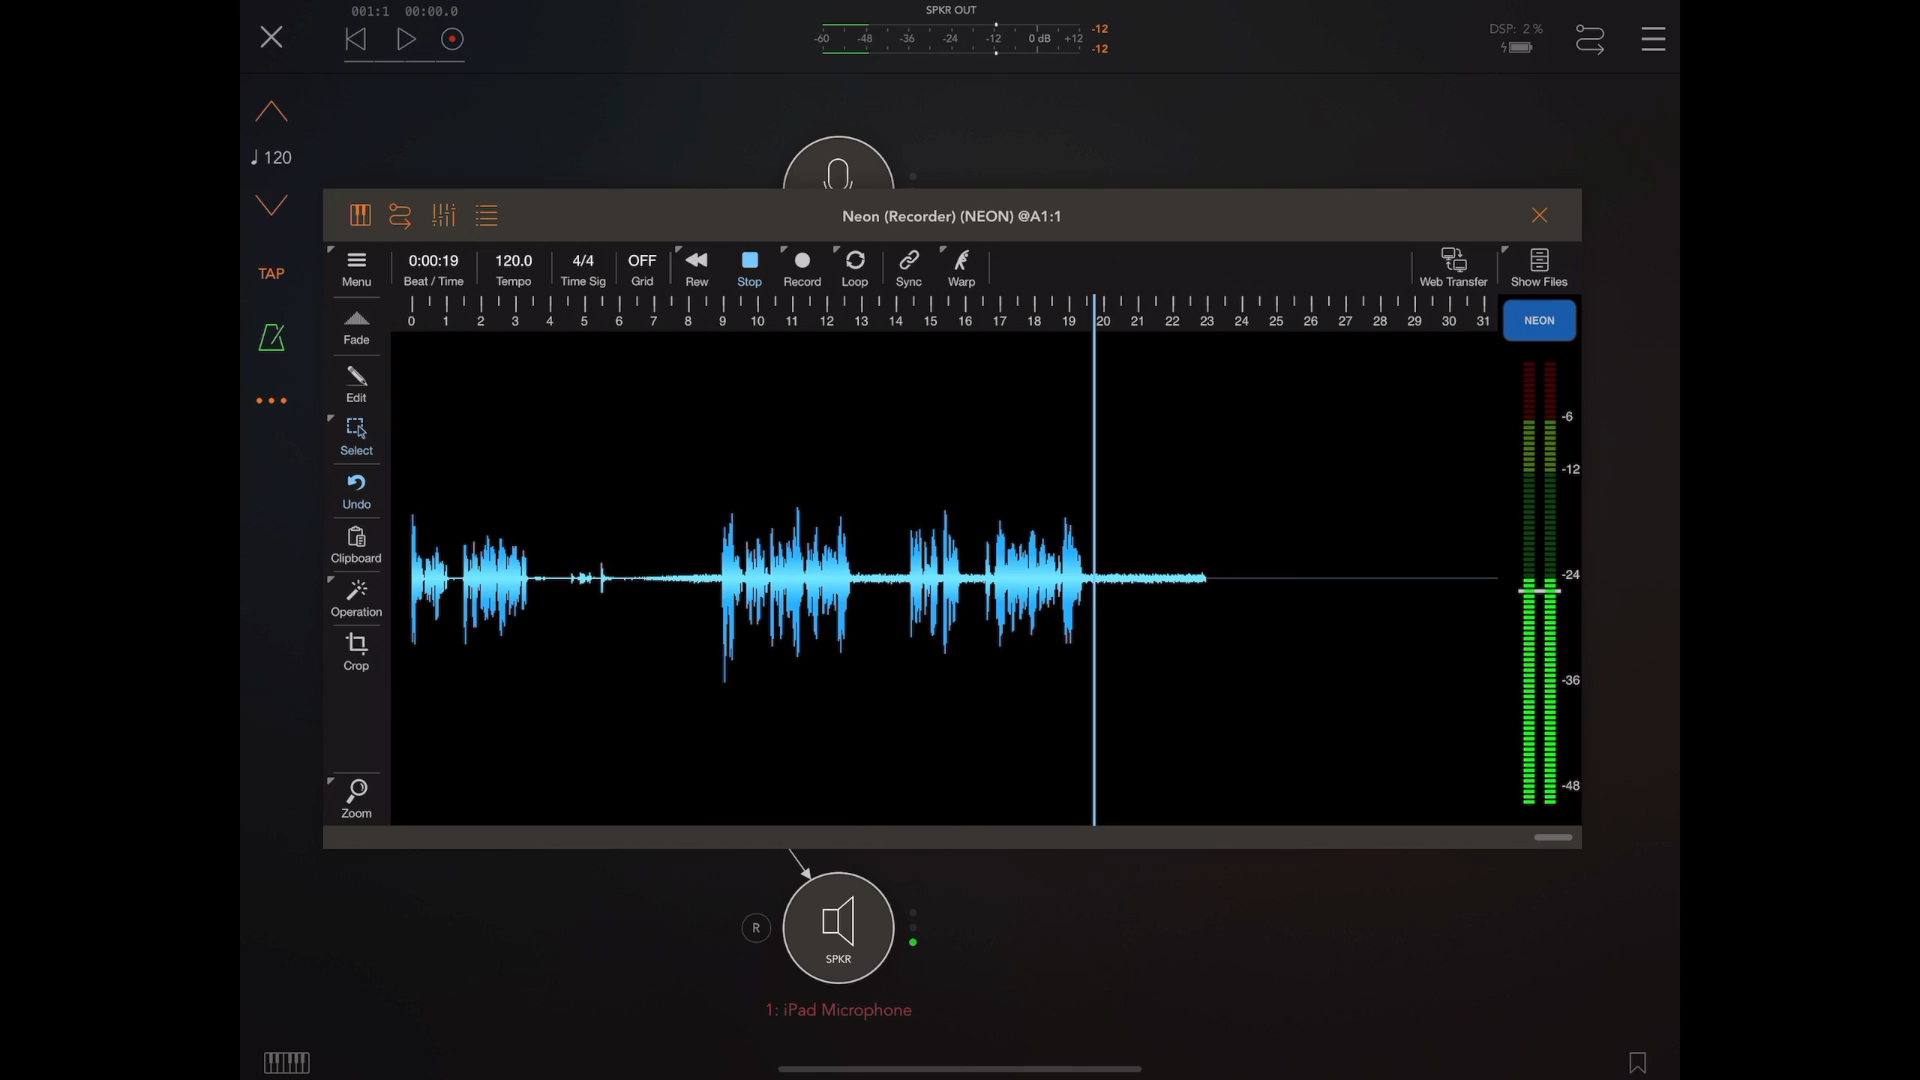 001:1 00:00.0
SPKR OUT
-60 -48 -36 -24 -12 0 dB +12
-12
-12
DSP: 2 %
120
TAP
Neon (Recorder) (NEON) @A1:1
Menu
0:00:19
Beat / Time
120.0
Tempo
4/4
Time Sig
OFF
Grid
Rew
Stop
Record
Loop
Sync
Warp
Web Transfer
Show Files
0 1 2 3 4 5 6 7 8 9 10 11 12 13 14 15 16 17 18 19 20 21 22 23 24 25 26 27 28 29 30 31
NEON
Fade
Edit
Select
Undo
Clipboard
Operation
Crop
Zoom
-6
-12
-24
-36
-48
R
SPKR
1: iPad Microphone